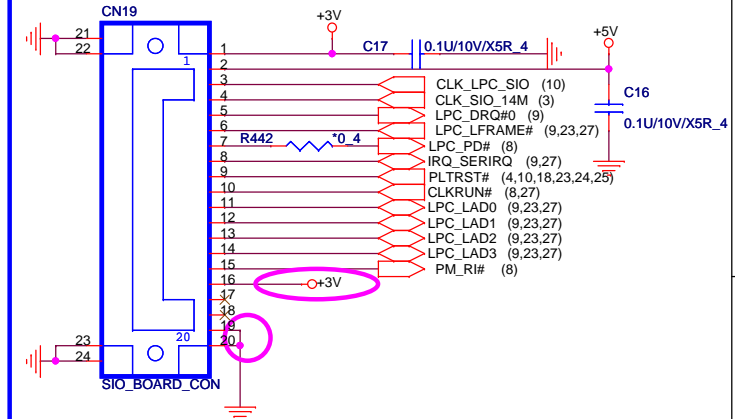 CN19
+3V
+5V
21
22
1
1
C17
0.1U/10V/X5R_4
2
C16
0.1U/10V/X5R_4
3 CLK_LPC_SIO (10)
4 CLK_SIO_14M (3)
5 LPC_DRQ#0 (9)
6 LPC_LFRAME# (9,23,27)
7 R442 *0_4 LPC_PD# (8)
8 IRQ_SERIRQ (9,27)
9 PLTRST# (4,10,18,23,24,25)
10 CLKRUN# (8,27)
11 LPC_LAD0 (9,23,27)
12 LPC_LAD1 (9,23,27)
13 LPC_LAD2 (9,23,27)
14 LPC_LAD3 (9,23,27)
15 PM_RI# (8)
16 +3V
17
18
19
20
20
23
24
SIO_BOARD_CON